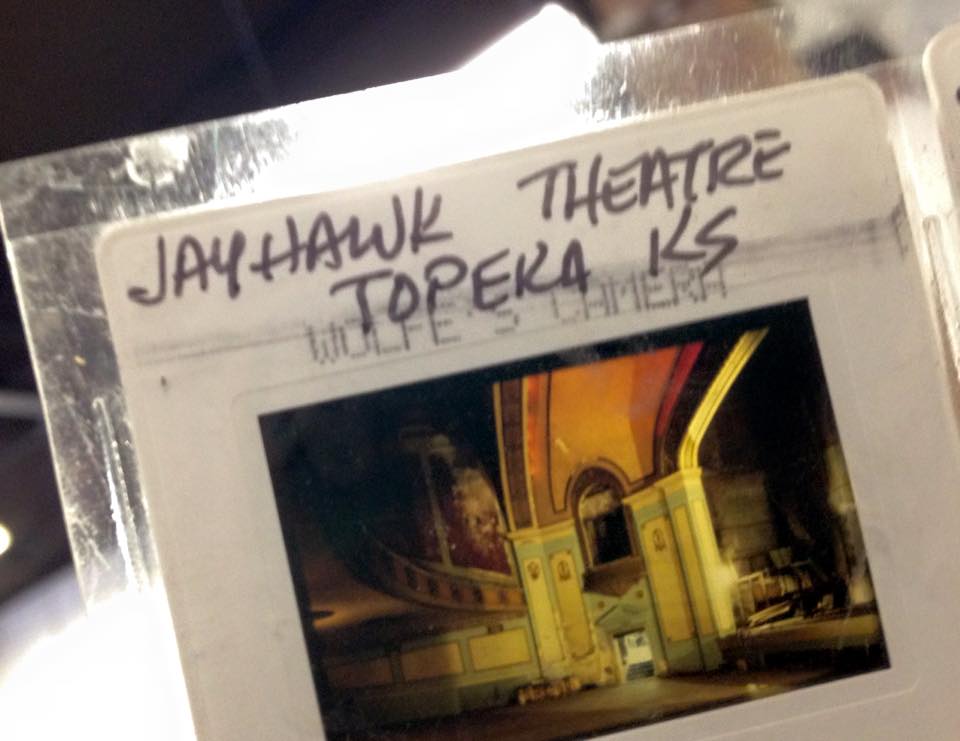 JAYHAWK THEATRE
TOPEKA KS
WOLFE'S CAMERA